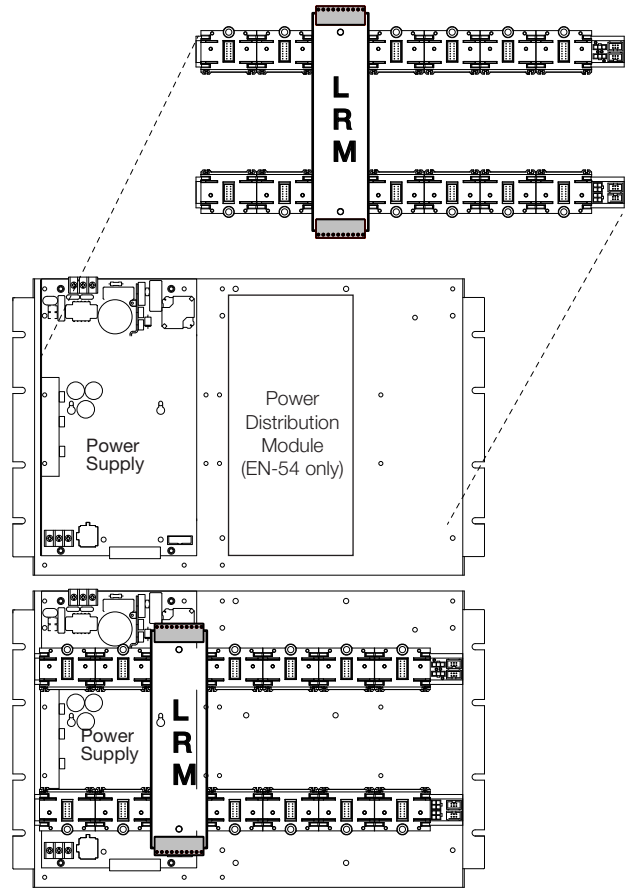 L
R
M
Power
Supply
Power
Distribution
Module
(EN-54 only)
L
R
M
Power
Supply